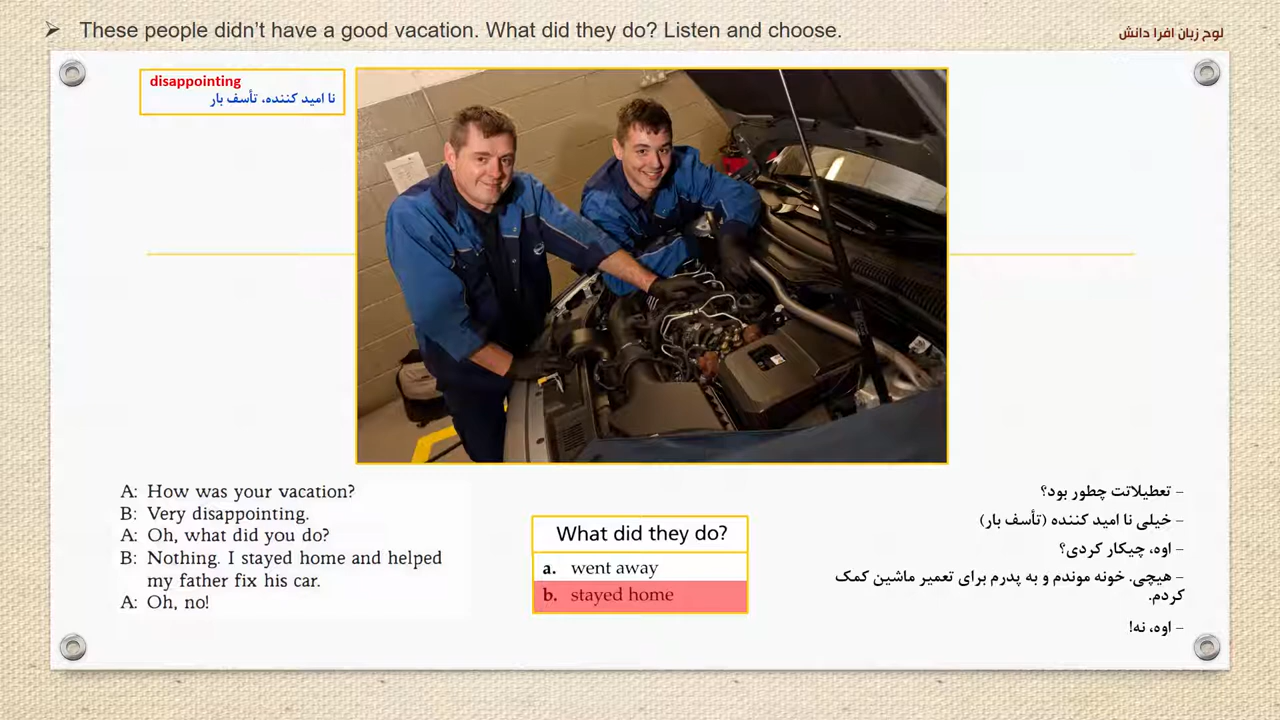 These people didn’t have a good vacation. What did they do? Listen and choose.
لوح زبان افرا دانش
disappointing
نا امید کننده، تأسف بار
A: How was your vacation?
B: Very disappointing.
A: Oh, what did you do?
B: Nothing. I stayed home and helped
my father fix his car.
A: Oh, no!
What did they do?
a. went away
b. stayed home
– تعطیلاتت چطور بود؟
– خیلی نا امید کننده (تأسف بار)
– اوه، چیکار کردی؟
– هیچی. خونه موندم و به پدرم برای تعمیر ماشین کمک
کردم.
– اوه، نه!